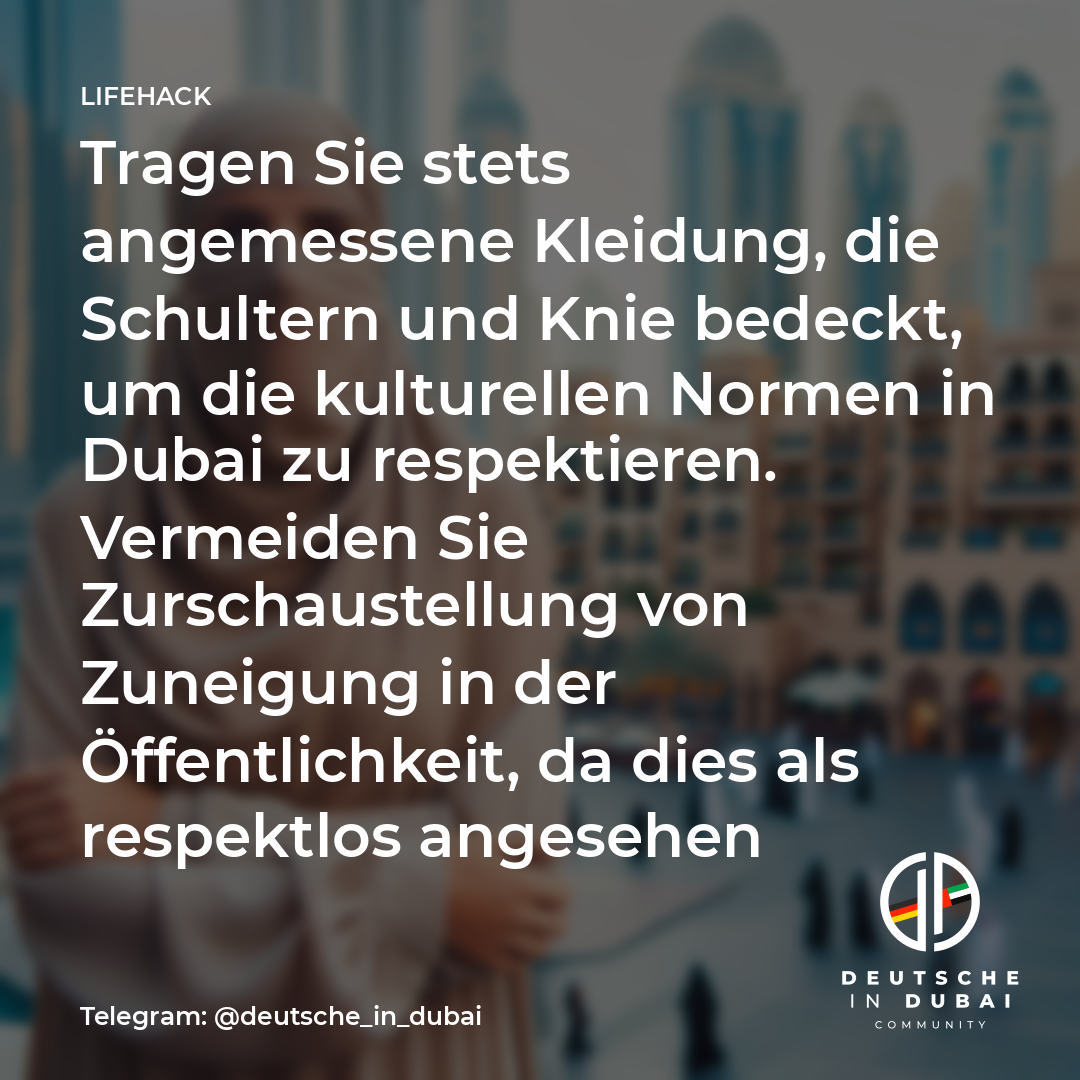 LIFEHACK
Tragen Sie stets
angemessene Kleidung, die
Schultern und Knie bedeckt,
um die kulturellen Normen in
Dubai zu respektieren.
Vermeiden Sie
Zurschaustellung von
Zuneigung in der
Öffentlichkeit, da dies als
respektlos angesehen
DEUTSCHE
IN DUBAI
COMMUNITY
Telegram: @deutsche_in_dubai